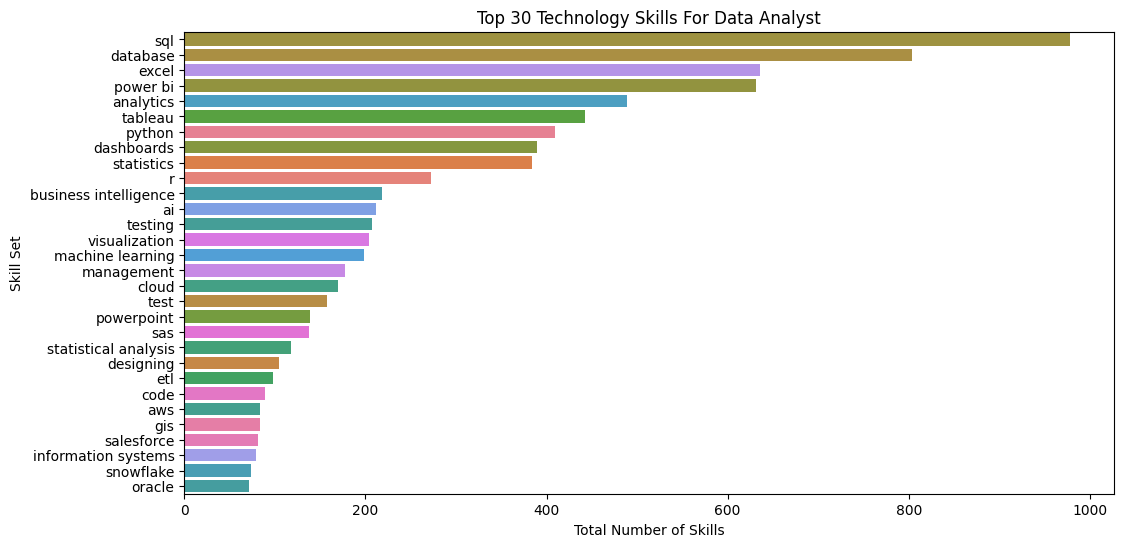 Top 30 Technology Skills For Data Analyst
sql
database
excel
power bi
analytics
tableau
python
dashboards
statistics
r
business intelligence
ai
testing
visualization
machine learning
management
cloud
test
powerpoint
sas
statistical analysis
designing
etl
code
aws
gis
salesforce
information systems
snowflake
oracle
Skill Set
0 200 400 600 800 1000
Total Number of Skills